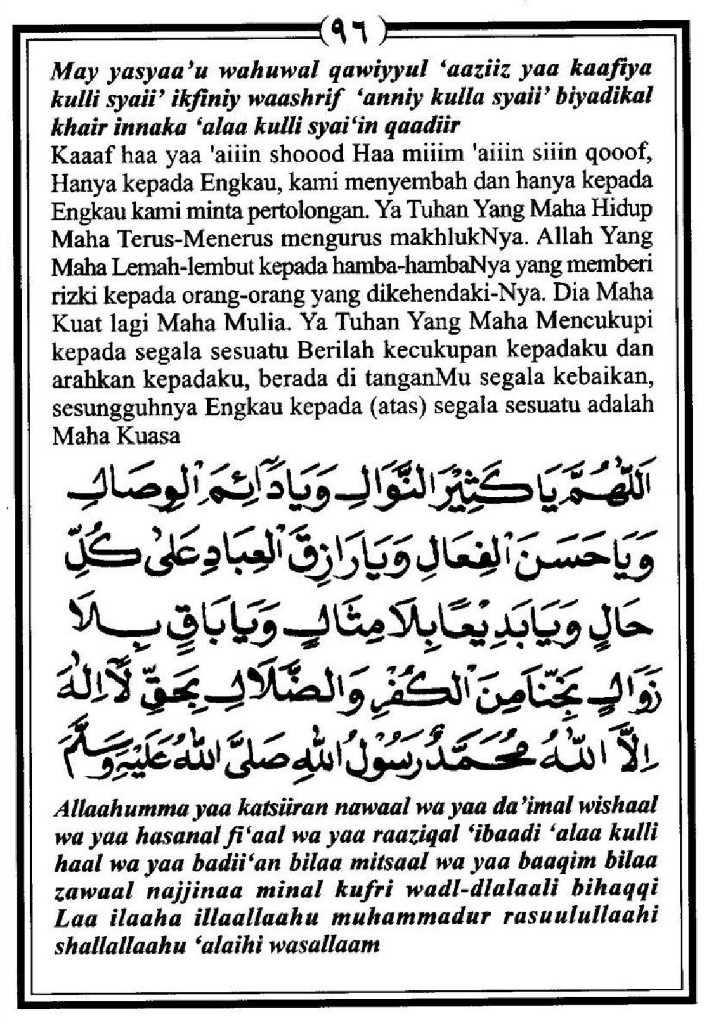 (٩٦)
May yasyaa'u wahuwal qawiyyul 'aaziiz yaa kaafiya
kulli syaii' ikfiniy waashrif 'anniy kulla syaii' biyadikal
khair innaka 'alaa kulli syai'in qaadiir
Kaaaf haa yaa 'aiiin shoood Haa miiim 'aiiin siiin qooof,
Hanya kepada Engkau, kami menyembah dan hanya kepada
Engkau kami minta pertolongan. Ya Tuhan Yang Maha Hidup
Maha Terus-Menerus mengurus makhlukNya. Allah Yang
Maha Lemah-lembut kepada hamba-hambaNya yang memberi
rizki kepada orang-orang yang dikehendaki-Nya. Dia Maha
Kuat lagi Maha Mulia. Ya Tuhan Yang Maha Mencukupi
kepada segala sesuatu Berilah kecukupan kepadaku dan
arahkan kepadaku, berada di tanganMu segala kebaikan,
sesungguhnya Engkau kepada (atas) segala sesuatu adalah
Maha Kuasa
اَللّٰهُمَّ يَا كَثِيْرَ النَّوَالِ وَيَا دَآئِمَ الْوِصَالِ
وَيَا حَسَنَ الْفِعَالِ وَيَا رَازِقَ الْعِبَادِ عَلٰى كُلِّ
حَالٍ وَيَا بَدِيْعًا بِلَا مِثَالٍ وَيَا بَاقٍ بِلَا
زَوَالٍ نَجِّنَا مِنَ الْكُفْرِ وَالضَّلَالِ بِحَقِّ لَآ اِلٰهَ
اِلَّا اللّٰهُ مُحَمَّدٌ رَسُوْلُ اللّٰهِ صَلَّى اللّٰهُ عَلَيْهِ وَسَلَّمَ
Allaahumma yaa katsiiran nawaal wa yaa da'imal wishaal
wa yaa hasanal fi'aal wa yaa raaziqal 'ibaadi 'alaa kulli
haal wa yaa badii'an bilaa mitsaal wa yaa baaqim bilaa
zawaal najjinaa minal kufri wadl-dlalaali bihaqqi
Laa ilaaha illaallaahu muhammadur rasuulullaahi
shallallaahu 'alaihi wasallaam